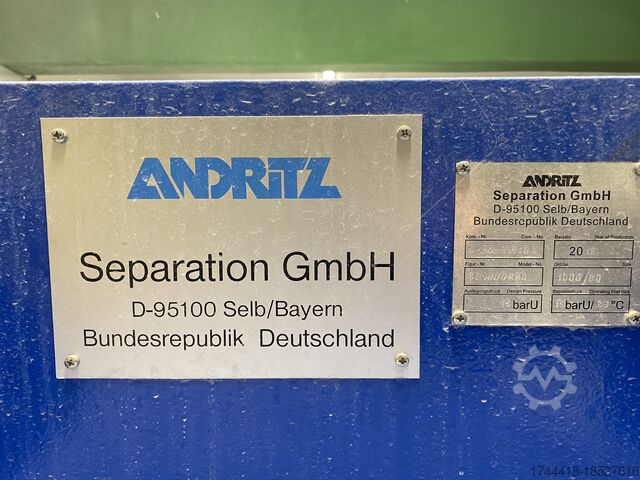 ANDRITZ
Separation GmbH
D-95100 Selb/Bayern
Bundesrepublik Deutschland
ANDRITZ
Separation GmbH
D-95100 Selb/Bayern
Bundesrepublik Deutschland
Kom.-Nr. Com.-No.
Baujahr Year of Production
20
Figur-Nr. Model-No
Größe Size
Auslegungsdruck Design Pressure
Betriebsdruck Operating Pressure
barU
barU/ °C
1744418-18527616